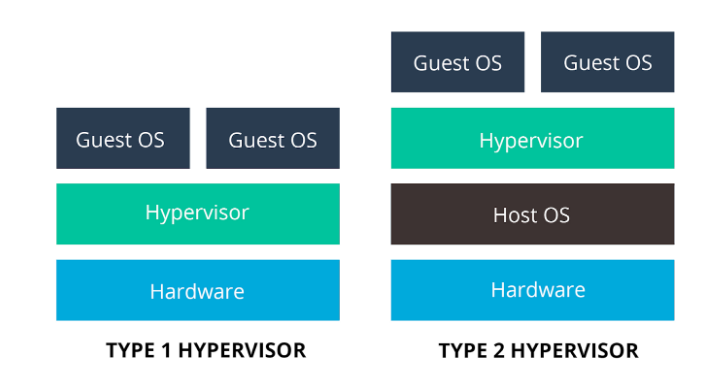 Guest OS
Guest OS
Hypervisor
Hardware
TYPE 1 HYPERVISOR
Guest OS
Guest OS
Hypervisor
Host OS
Hardware
TYPE 2 HYPERVISOR